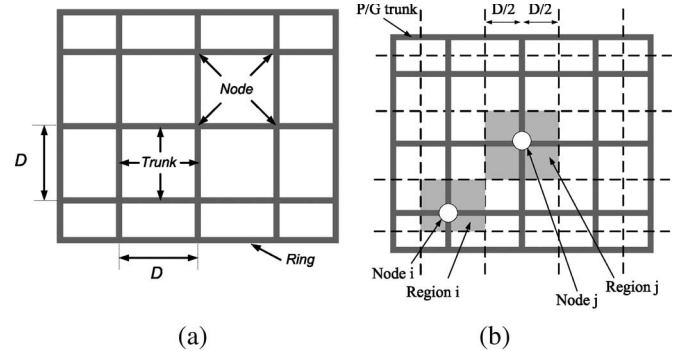 Node
D
Trunk
D
Ring
(a)
P/G trunk
D/2 D/2
Node i
Region i
Node j
Region j
(b)